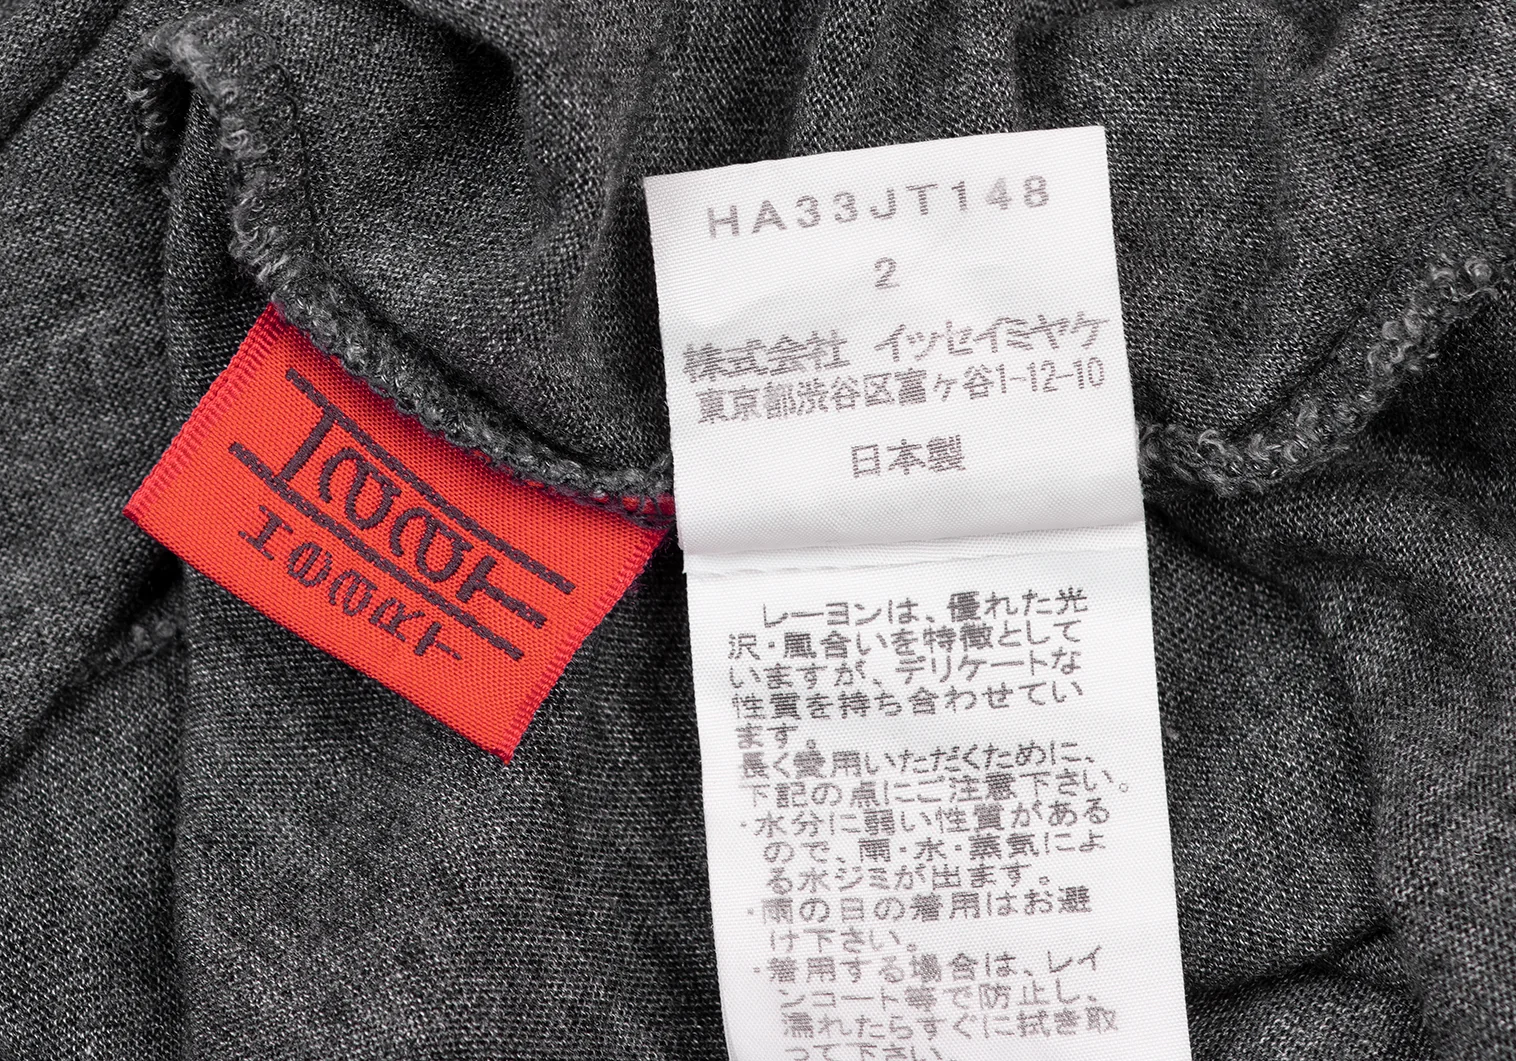 HA33JT148
2
株式会社 イッセイミヤケ
東京都渋谷区富ヶ谷1-12-10
日本製
レーヨンは、優れた光
沢・風合いを特徴として
いますが、デリケートな
性質を持ち合わせてい
ます。
長く愛用いただくために、
下記の点にご注意下さい。
・水分に弱い性質がある
ので、雨・水・蒸気によ
る水ジミが出ます。
・雨の日の着用はお避
け下さい。
・着用する場合は、レイ
ンコート等で防止し、
濡れたらすぐに拭き取
って下さい。